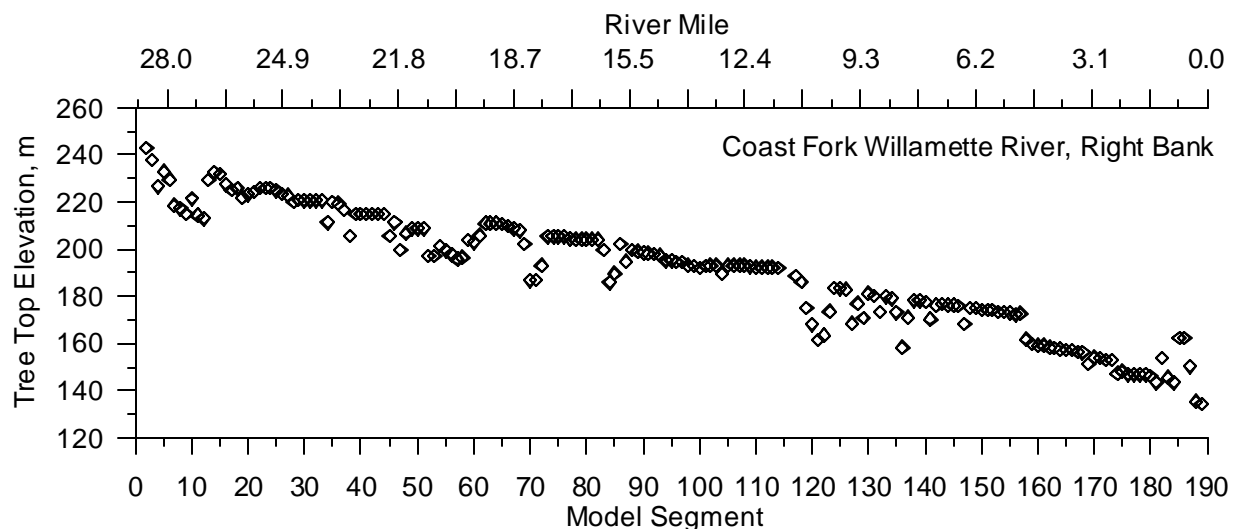 River Mile
28.0 24.9 21.8 18.7 15.5 12.4 9.3 6.2 3.1 0.0
Coast Fork Willamette River, Right Bank
Tree Top Elevation, m
260
240
220
200
180
160
140
120
0 10 20 30 40 50 60 70 80 90 100 110 120 130 140 150 160 170 180 190
Model Segment